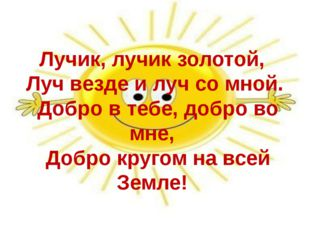 Лучик, лучик золотой,
Луч везде и луч со мной.
Добро в тебе, добро во
мне,
Добро кругом на всей
Земле!